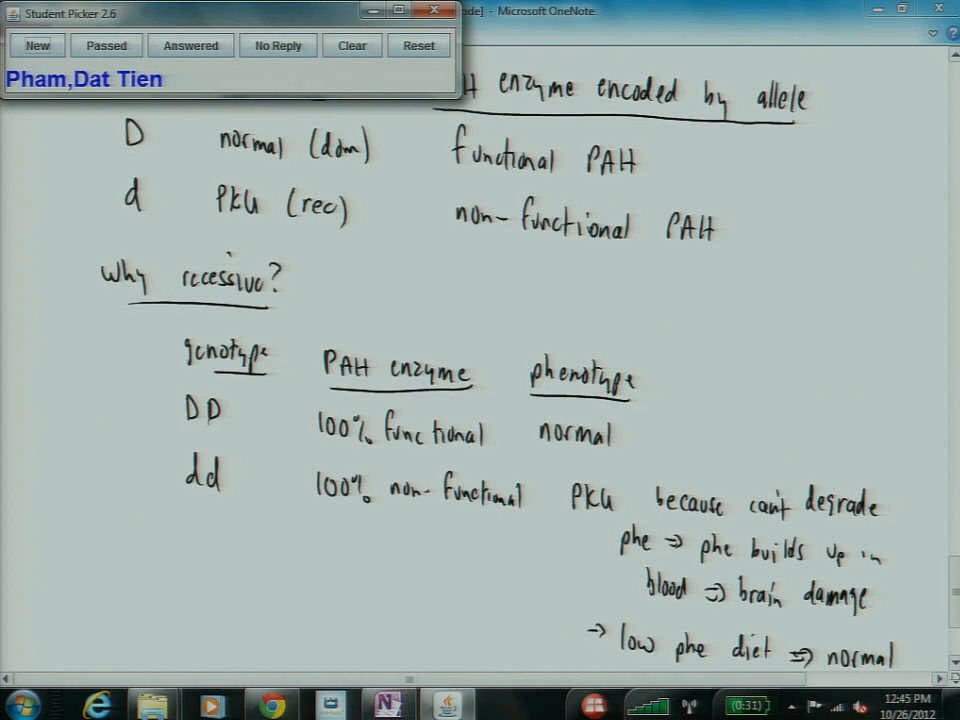 Student Picker 2.6
ode] - Microsoft OneNote
New Passed Answered No Reply Clear Reset
Pham,Dat Tien
H enzyme encoded by allele
D normal (dom) functional PAH
d PKU (rec) non-functional PAH
Why recessive?
genotype PAH enzyme phenotype
DD 100% functional normal
dd 100% non-functional PKU because can't degrade
phe ⇒ phe builds up in
blood ⇒ brain damage
→ low phe diet ⇒ normal
(0:31)
12:45 PM
10/26/2012